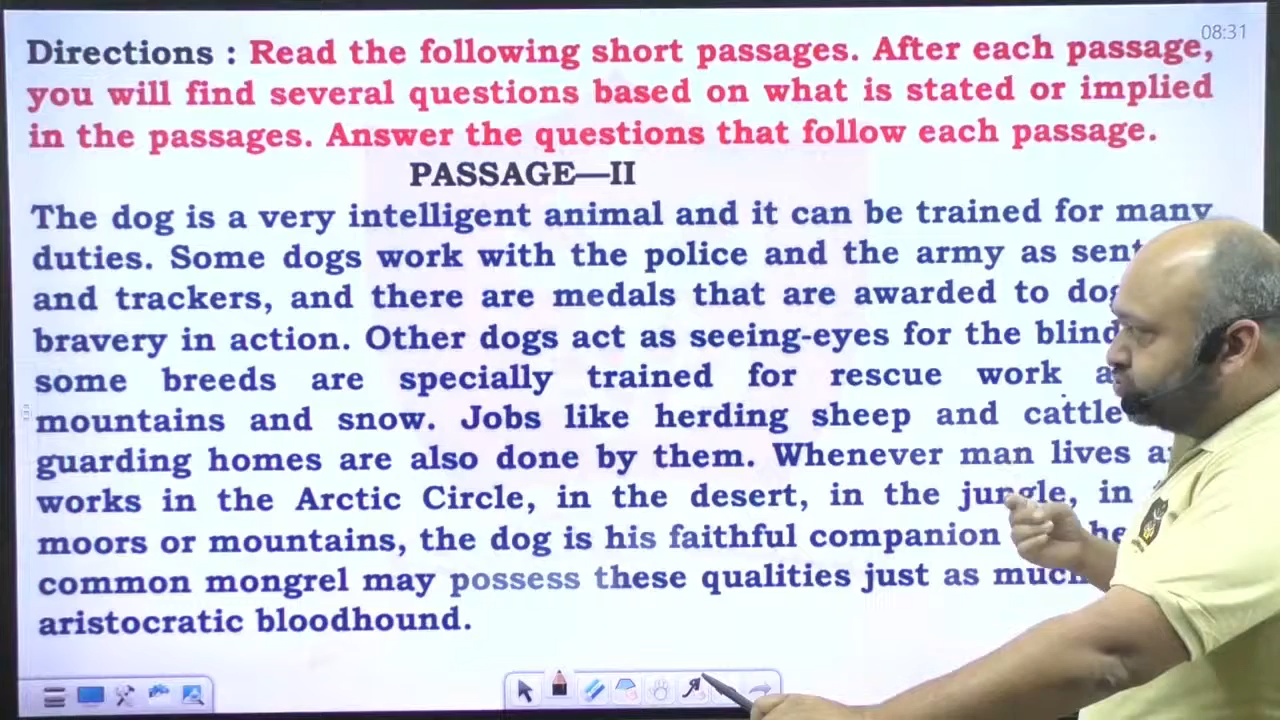 08:31
Directions : Read the following short passages. After each passage,
you will find several questions based on what is stated or implied
in the passages. Answer the questions that follow each passage.
PASSAGE—II
The dog is a very intelligent animal and it can be trained for many
duties. Some dogs work with the police and the army as
and trackers, and there are medals that are awarded to
bravery in action. Other dogs act as seeing-eyes for the blind
some breeds are specially trained for rescue work
mountains and snow. Jobs like herding sheep and cattle
guarding homes are also done by them. Whenever man lives
works in the Arctic Circle, in the desert, in the jungle, in
moors or mountains, the dog is his faithful companion
common mongrel may possess these qualities just as much
aristocratic bloodhound.